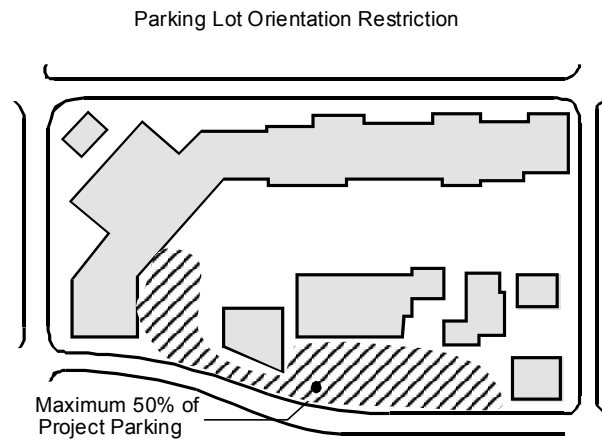 Parking Lot Orientation Restriction
Maximum 50% of
Project Parking